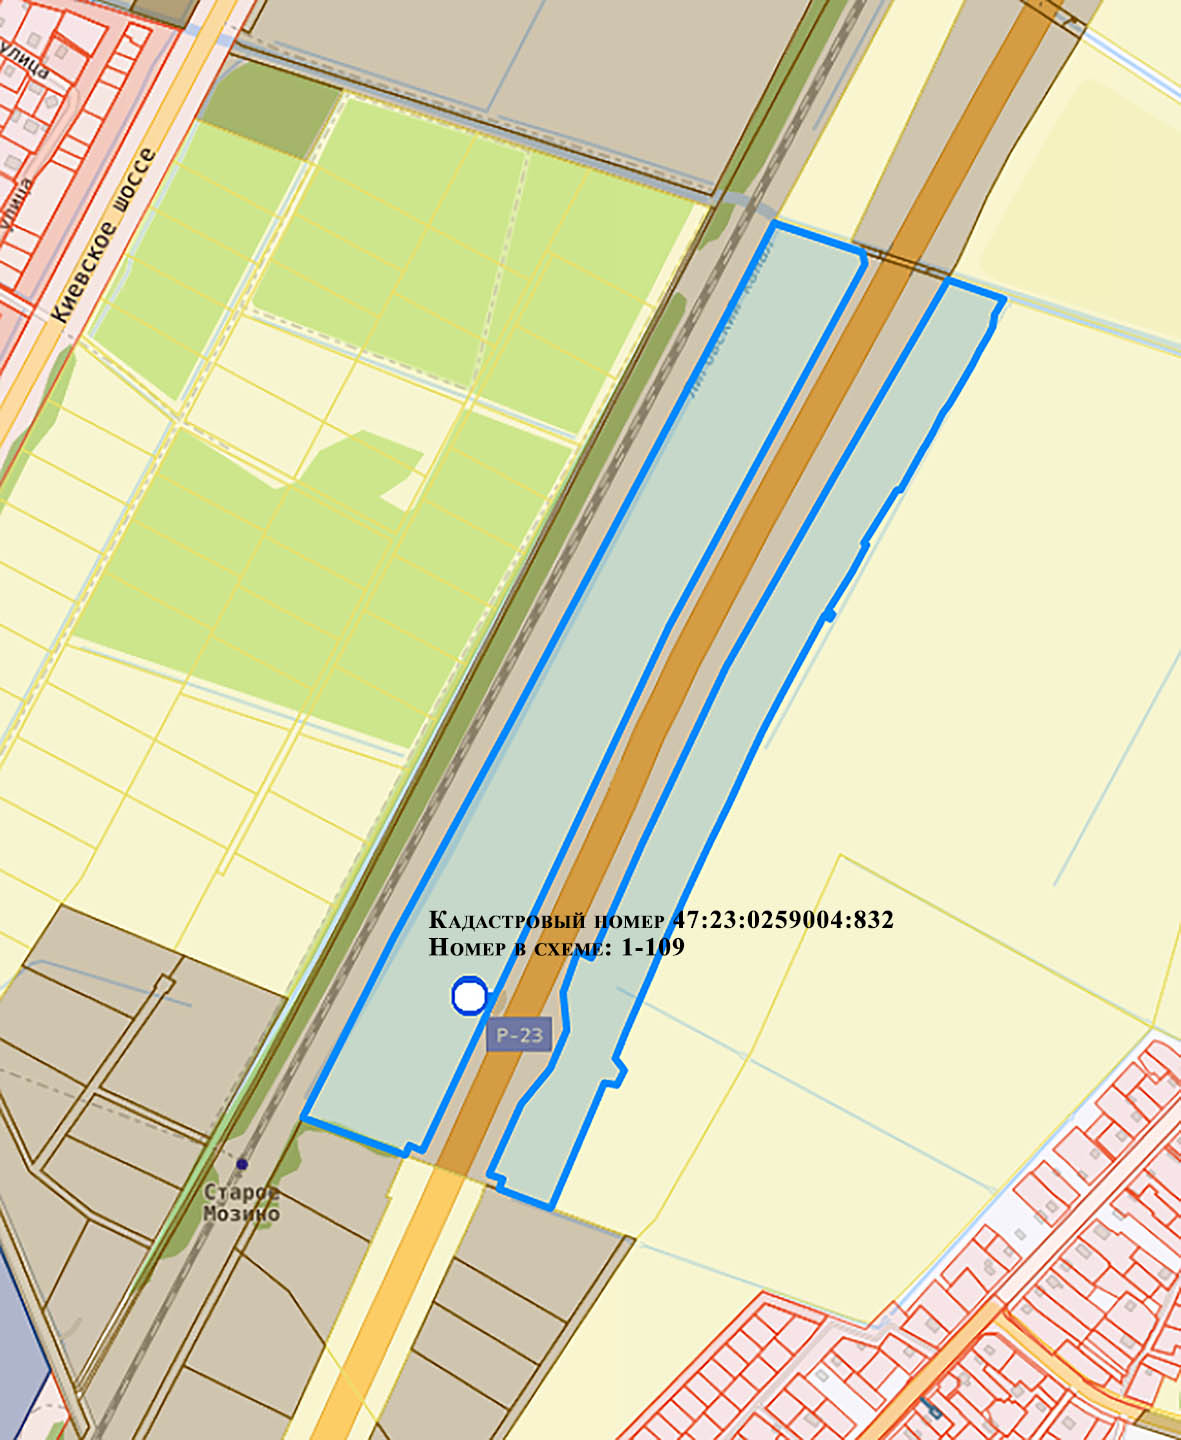 улица
улица
Киевское шоссе
Кадастровый номер 47:23:0259004:832
Номер в схеме: 1-109
Р-23
Старое
Мозино